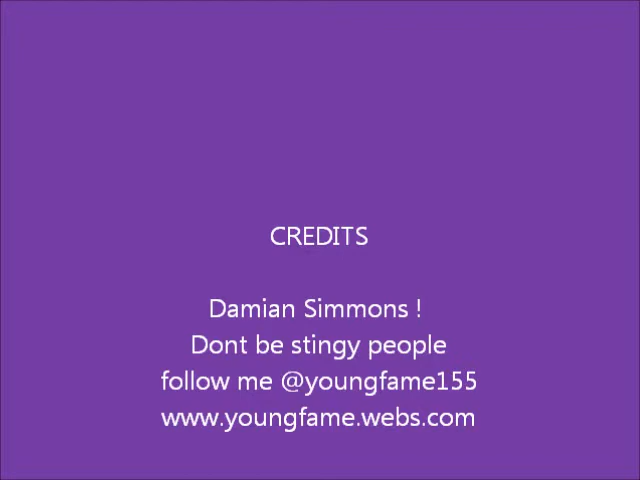 CREDITS
Damian Simmons !
Dont be stingy people
follow me @youngfame155
www.youngfame.webs.com